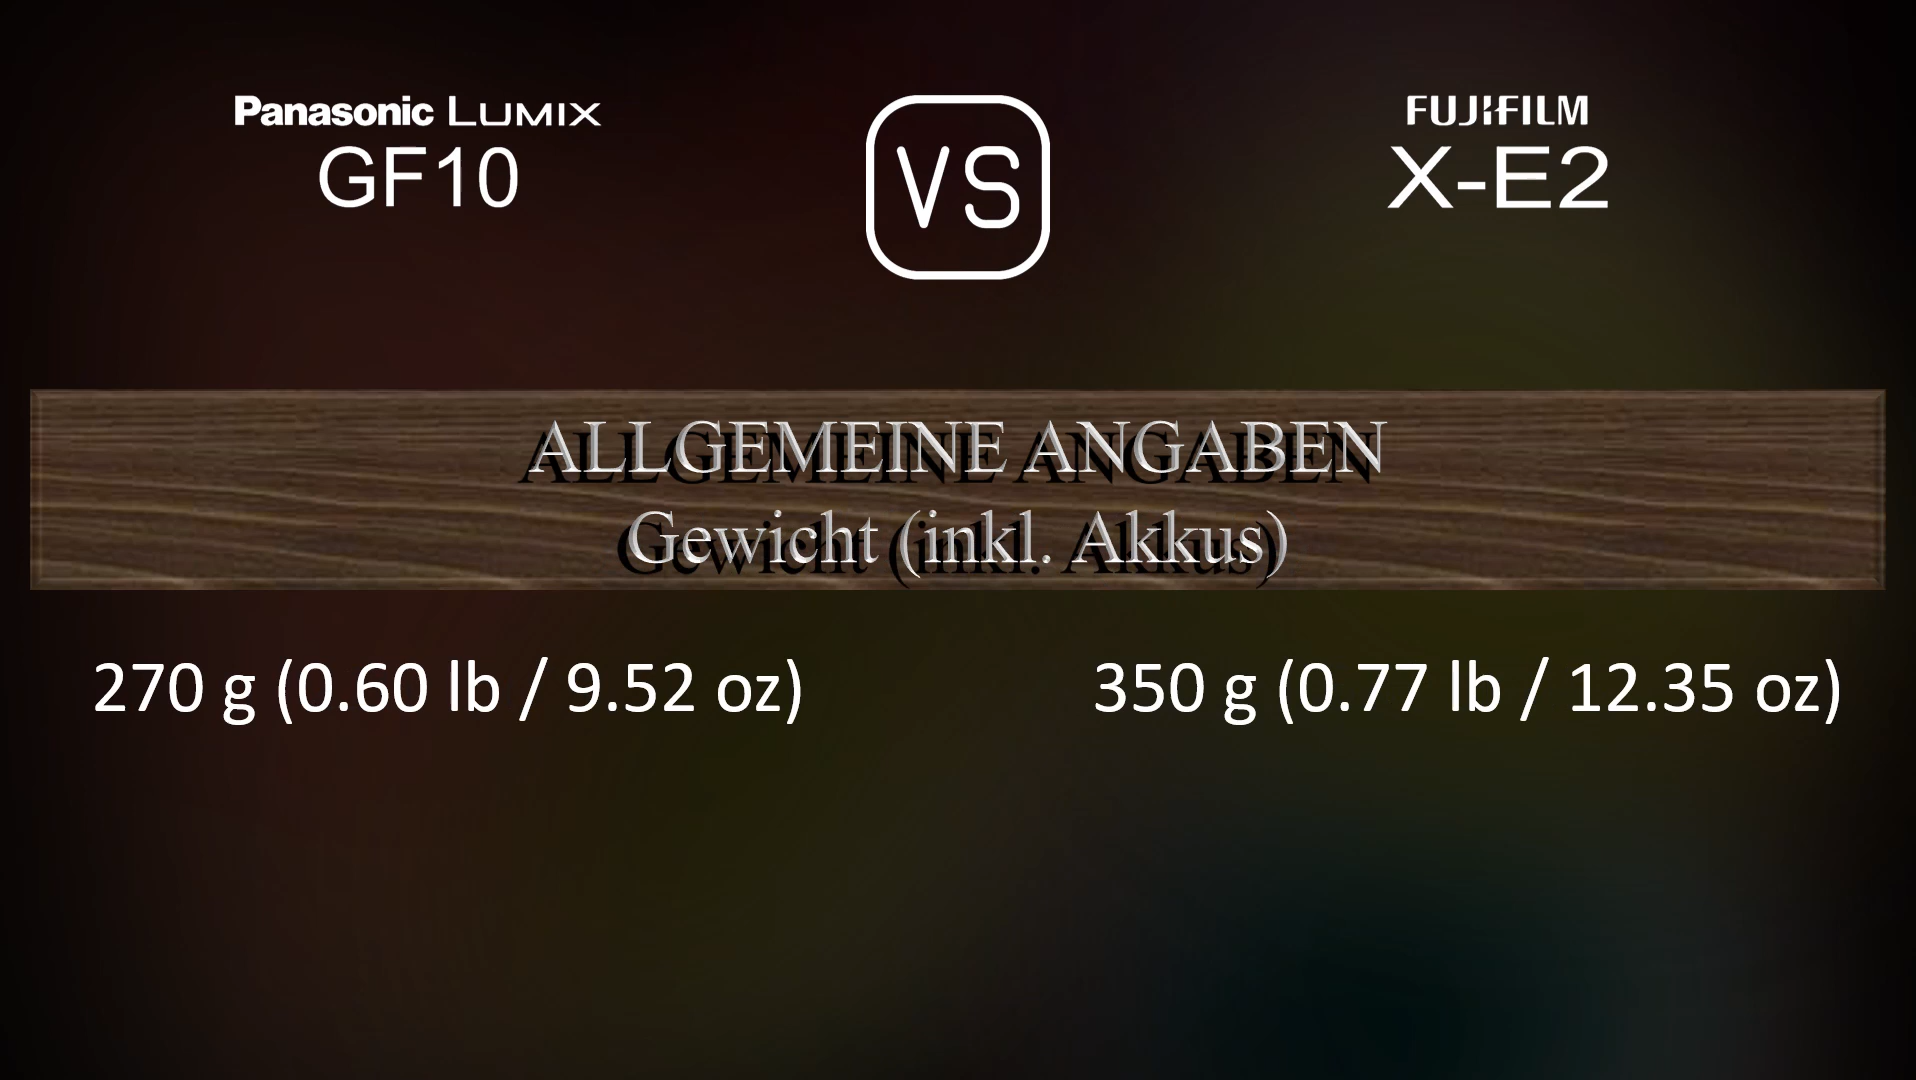 Panasonic LUMIX
GF10
VS
FUJIFILM
X-E2
ALLGEMEINE ANGABEN
Gewicht (inkl. Akkus)
270 g (0.60 lb / 9.52 oz)
350 g (0.77 lb / 12.35 oz)